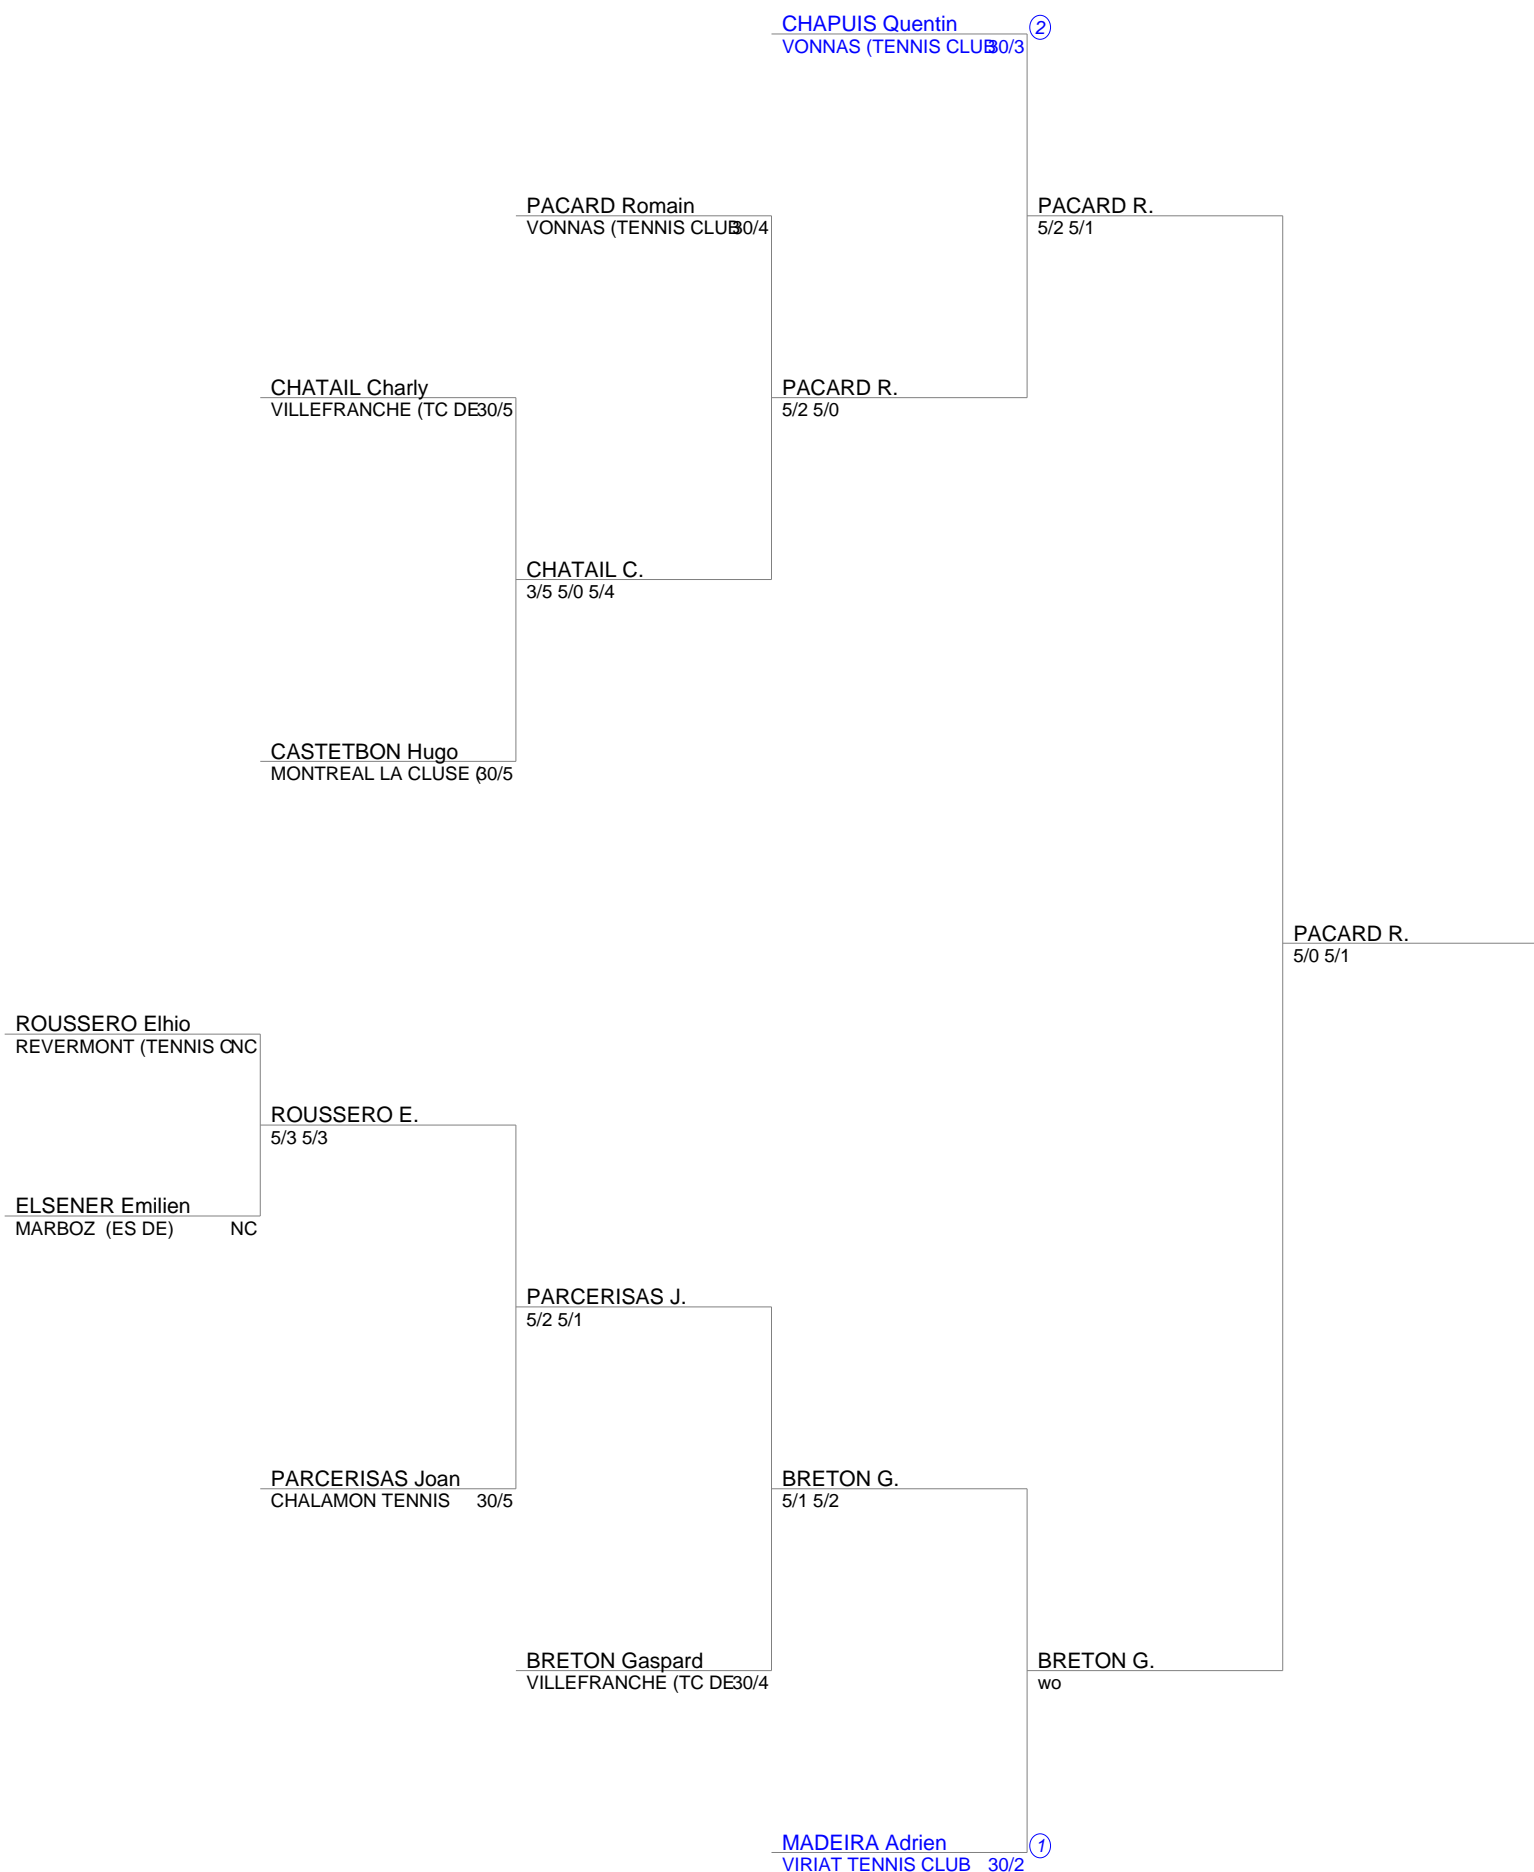 CHAPUIS Quentin 2
VONNAS (TENNIS CLUB 30/3
PACARD Romain
VONNAS (TENNIS CLUB 30/4
PACARD R.
5/2 5/1
CHATAIL Charly
VILLEFRANCHE (TC DE 30/5
PACARD R.
5/2 5/0
CHATAIL C.
3/5 5/0 5/4
CASTETBON Hugo
MONTREAL LA CLUSE ( 30/5
PACARD R.
5/0 5/1
ROUSSERO Elhio
REVERMONT (TENNIS C NC
ROUSSERO E.
5/3 5/3
ELSENER Emilien
MARBOZ (ES DE) NC
PARCERISAS J.
5/2 5/1
PARCERISAS Joan
CHALAMON TENNIS 30/5
BRETON G.
5/1 5/2
BRETON Gaspard
VILLEFRANCHE (TC DE 30/4
BRETON G.
wo
MADEIRA Adrien 1
VIRIAT TENNIS CLUB 30/2